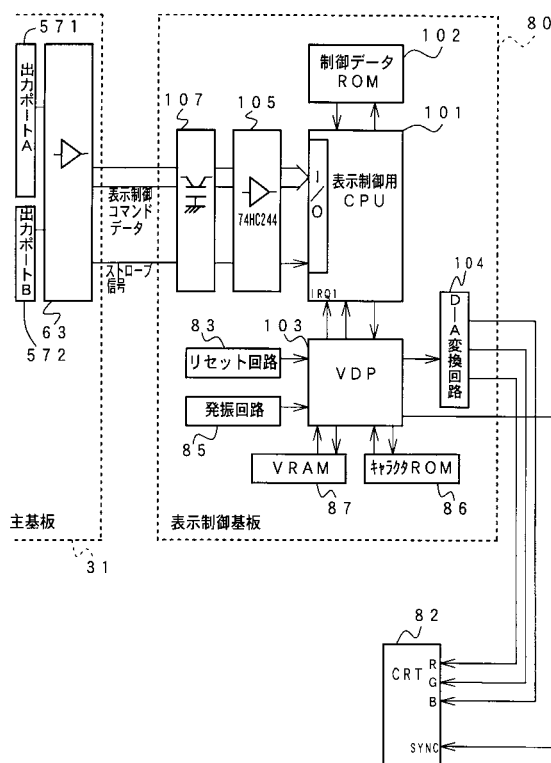 571
80
102
出力ポートA
107
105
制御データ
ROM
101
I/O
表示制御用
CPU
表示制御
コマンド
データ
74HC244
出力ポートB
ストローブ
信号
104
63
IRQ1
572
103
D-A変換回路
83
リセット回路
VDP
発振回路
85
VRAM
キャラクタROM
主基板
表示制御基板
87
86
31
82
CRT
R
G
B
SYNC